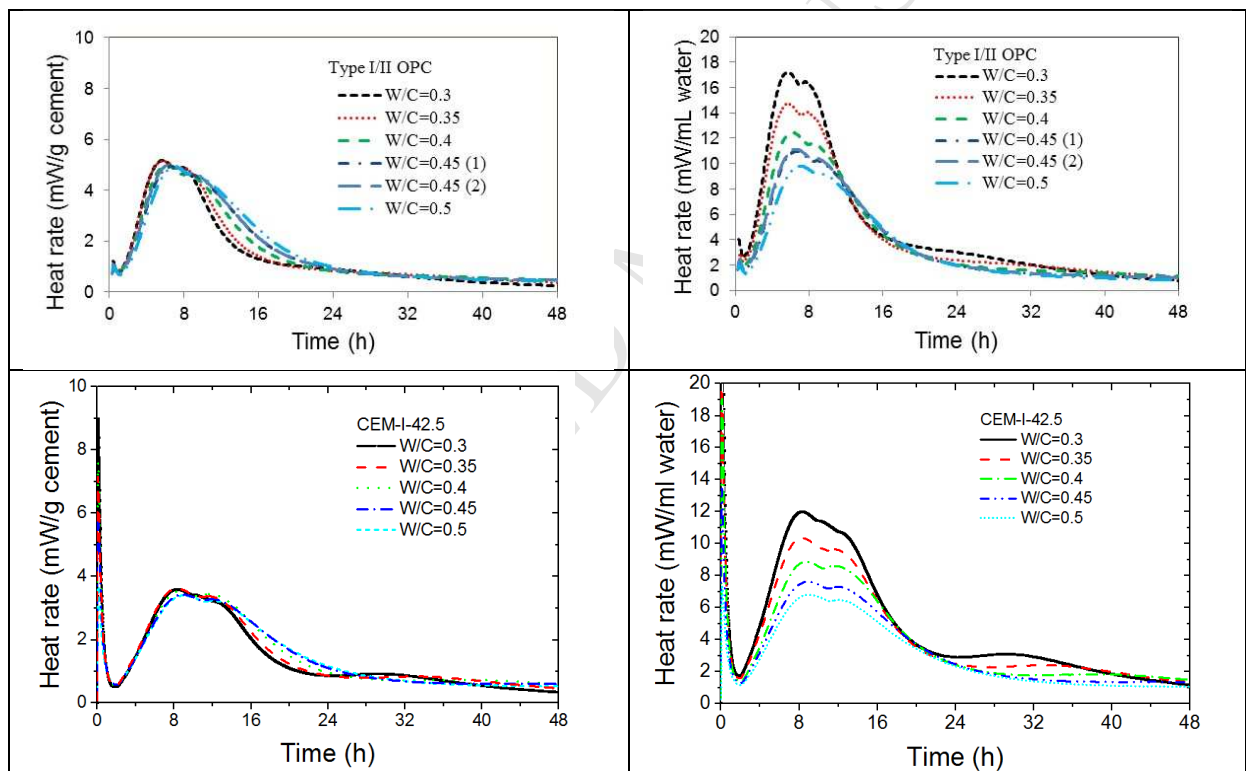 10
8
6
4
2
0
Heat rate (mW/g cement)
Type I/II OPC
W/C=0.3
W/C=0.35
W/C=0.4
W/C=0.45 (1)
W/C=0.45 (2)
W/C=0.5
0 8 16 24 32 40 48
Time (h)
20
18
16
14
12
10
8
6
4
2
0
Heat rate (mW/mL water)
Type I/II OPC
W/C=0.3
W/C=0.35
W/C=0.4
W/C=0.45 (1)
W/C=0.45 (2)
W/C=0.5
0 8 16 24 32 40 48
Time (h)
10
8
6
4
2
0
Heat rate (mW/g cement)
CEM-I-42.5
W/C=0.3
W/C=0.35
W/C=0.4
W/C=0.45
W/C=0.5
0 8 16 24 32 40 48
Time (h)
20
18
16
14
12
10
8
6
4
2
0
Heat rate (mW/ml water)
CEM-I-42.5
W/C=0.3
W/C=0.35
W/C=0.4
W/C=0.45
W/C=0.5
0 8 16 24 32 40 48
Time (h)